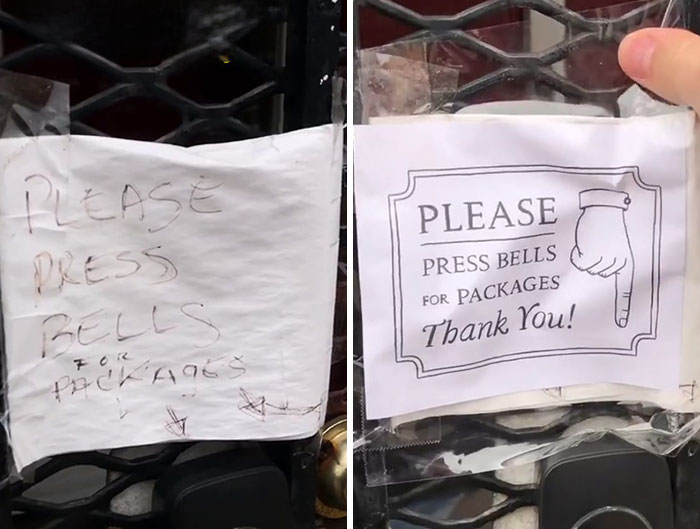 PLEASE
PRESS
BELLS
FOR
PACKAGES
PLEASE
PRESS BELLS
FOR PACKAGES
Thank You!